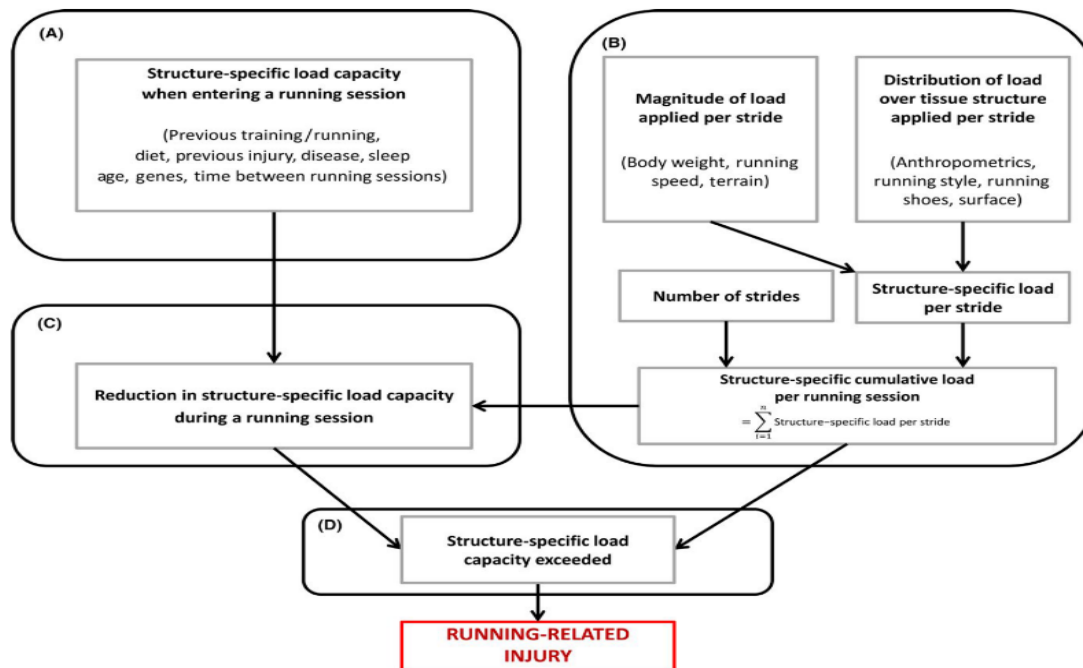 (A)
Structure-specific load capacity
when entering a running session
(Previous training/running,
diet, previous injury, disease, sleep
age, genes, time between running sessions)
(B)
Magnitude of load
applied per stride
(Body weight, running
speed, terrain)
Distribution of load
over tissue structure
applied per stride
(Anthropometrics,
running style, running
shoes, surface)
Number of strides
Structure-specific load
per stride
Structure-specific cumulative load
per running session
= ∑ⁿᵢ₌₁ Structure-specific load per stride
(C)
Reduction in structure-specific load capacity
during a running session
(D)
Structure-specific load
capacity exceeded
RUNNING-RELATED
INJURY